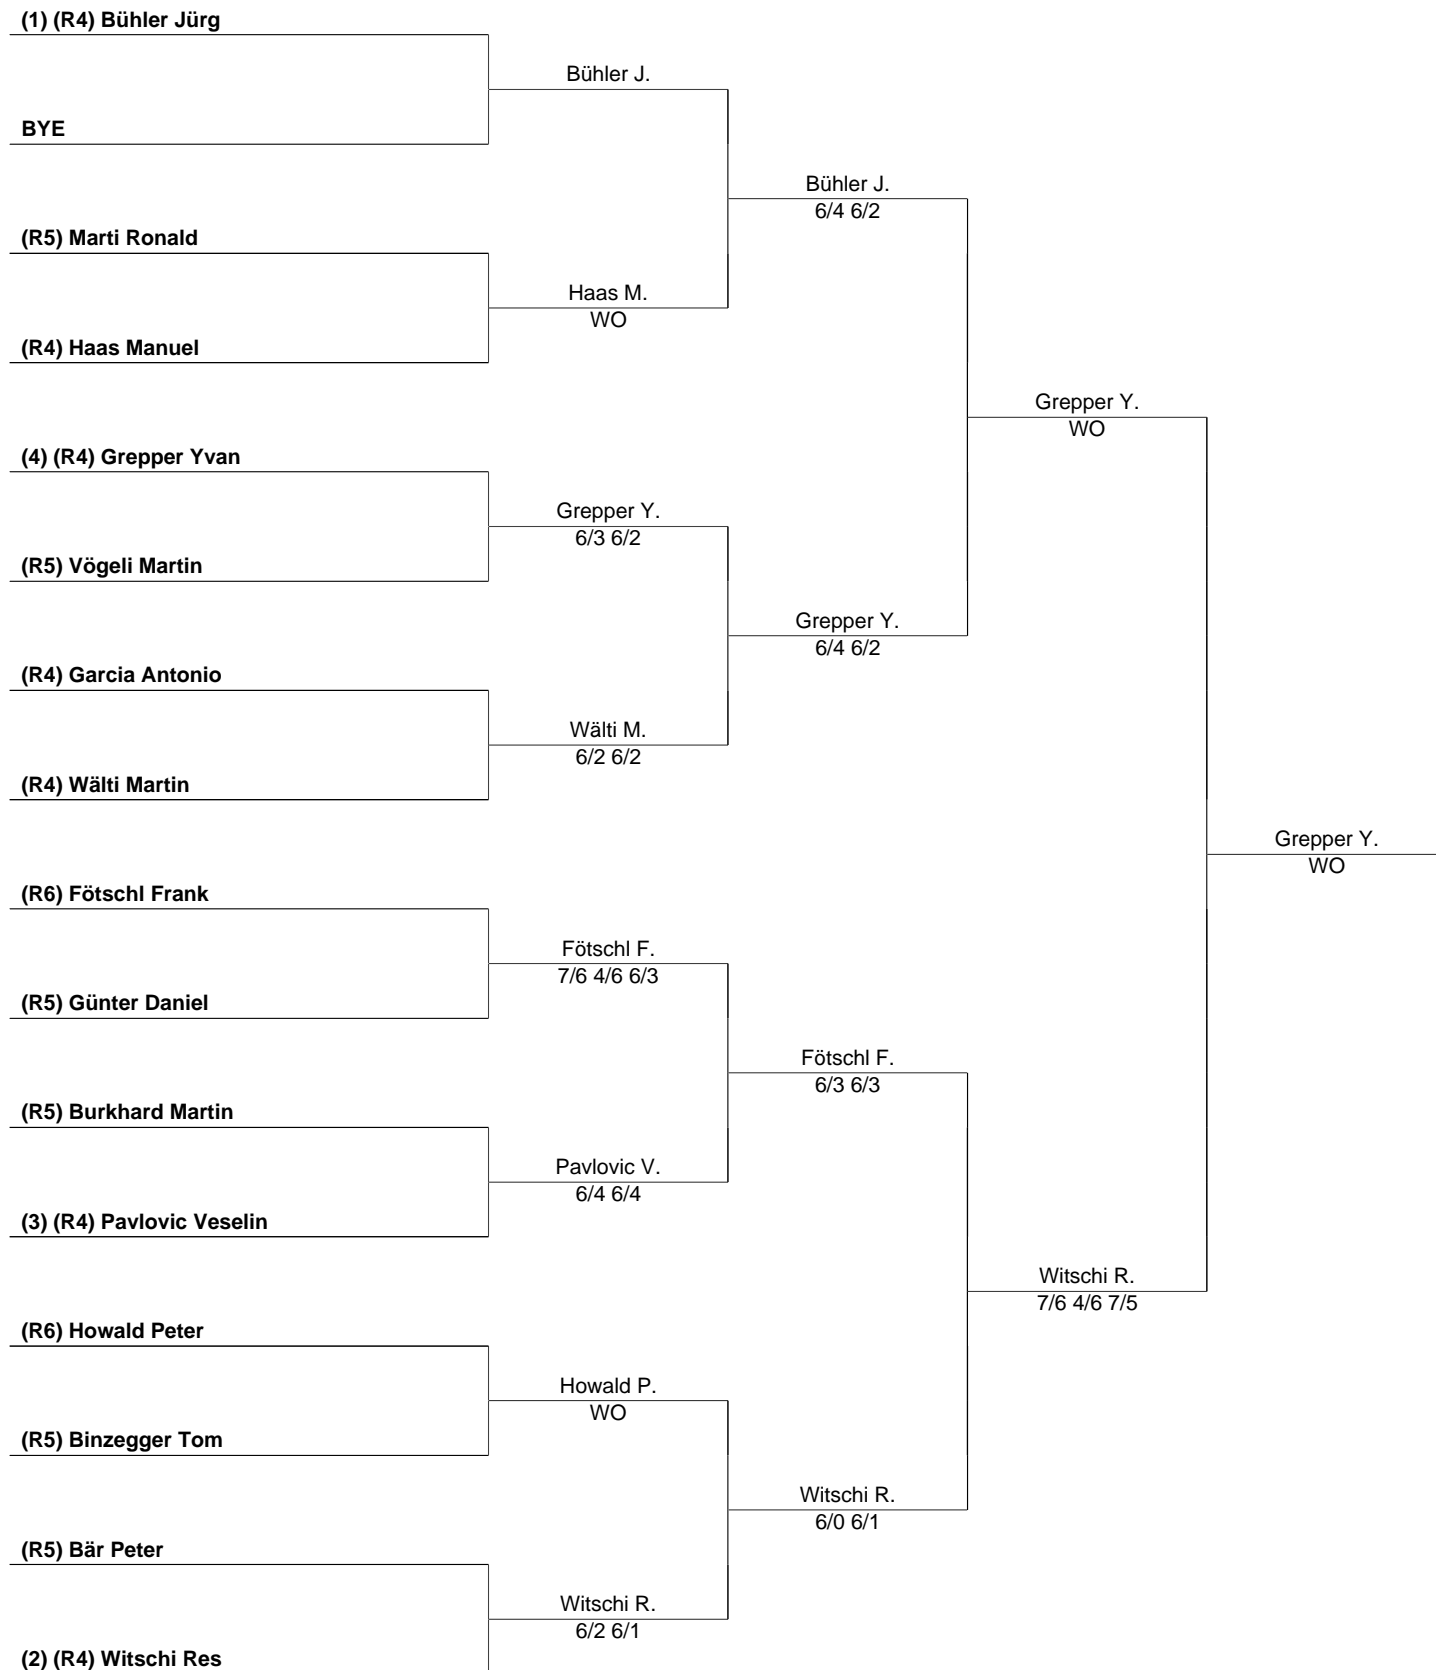 (1) (R4) Bühler Jürg
Bühler J.
BYE
Bühler J.
6/4 6/2
(R5) Marti Ronald
Haas M.
WO
(R4) Haas Manuel
Grepper Y.
WO
(4) (R4) Grepper Yvan
Grepper Y.
6/3 6/2
(R5) Vögeli Martin
Grepper Y.
6/4 6/2
(R4) Garcia Antonio
Wälti M.
6/2 6/2
(R4) Wälti Martin
Grepper Y.
WO
(R6) Fötschl Frank
Fötschl F.
7/6 4/6 6/3
(R5) Günter Daniel
Fötschl F.
6/3 6/3
(R5) Burkhard Martin
Pavlovic V.
6/4 6/4
(3) (R4) Pavlovic Veselin
Witschi R.
7/6 4/6 7/5
(R6) Howald Peter
Howald P.
WO
(R5) Binzegger Tom
Witschi R.
6/0 6/1
(R5) Bär Peter
Witschi R.
6/2 6/1
(2) (R4) Witschi Res